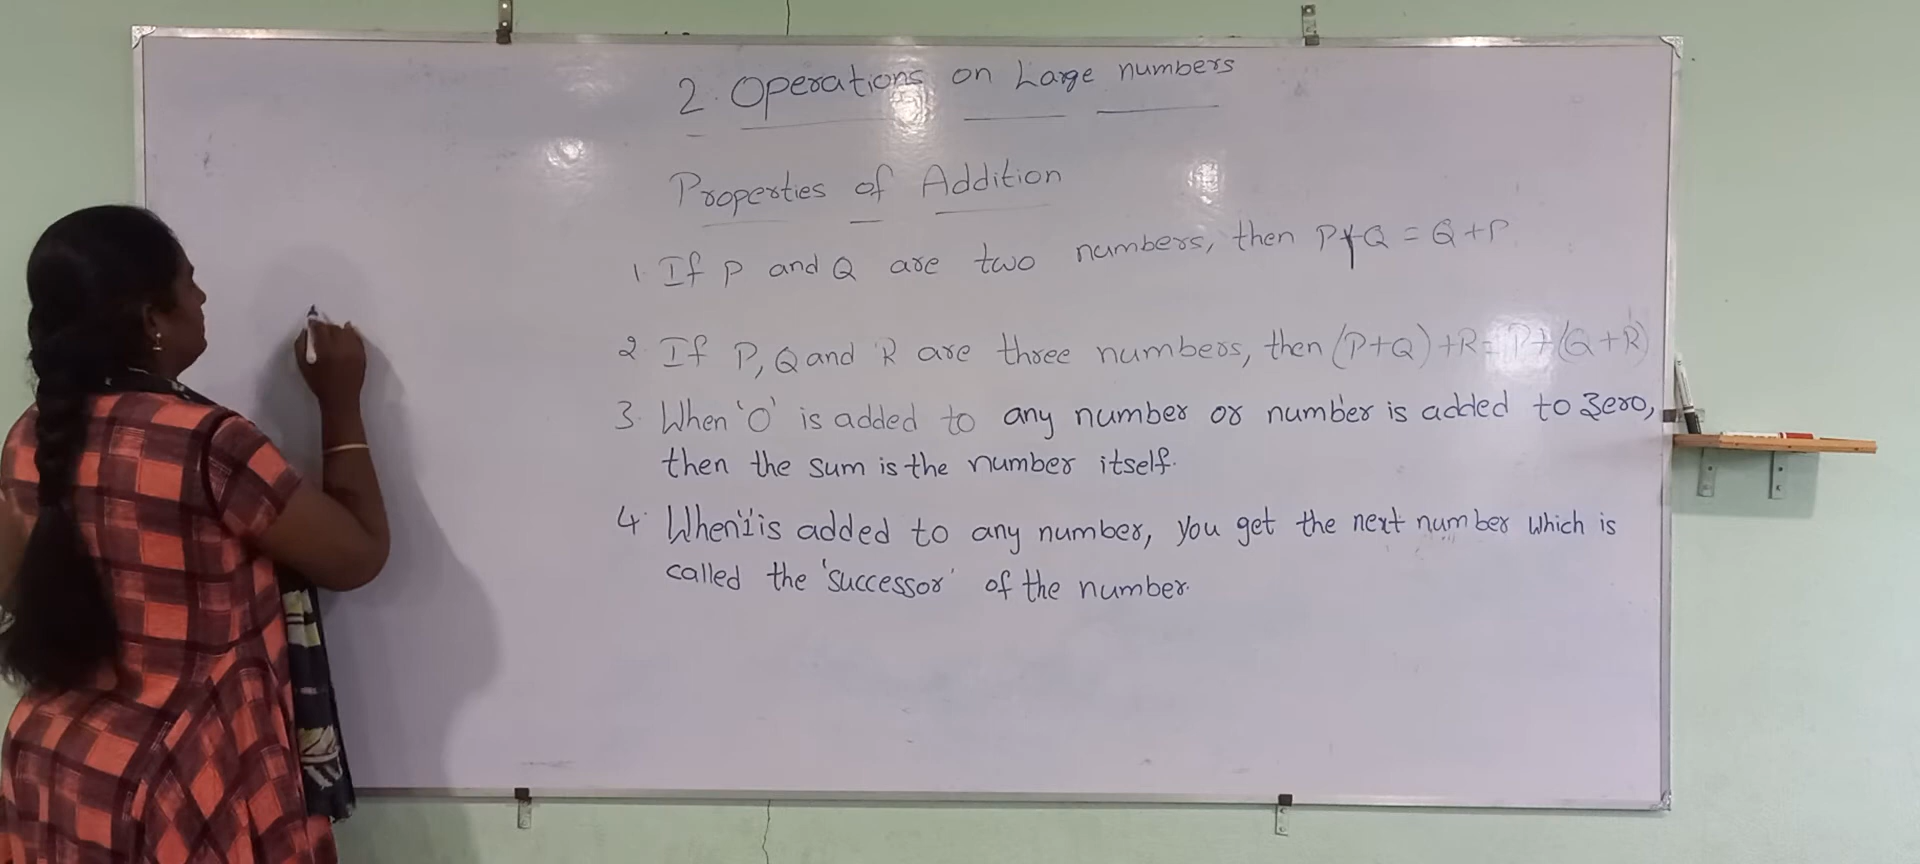 2. Operations on Large numbers
Properties of Addition
1. If P and Q are two numbers, then P+Q = Q+P
2. If P, Q and R are three numbers, then (P+Q)+R = P+(Q+R)
3. When 'O' is added to any number or number is added to Zero,
then the sum is the number itself.
4. When '1' is added to any number, you get the next number which is
called the 'successor' of the number.